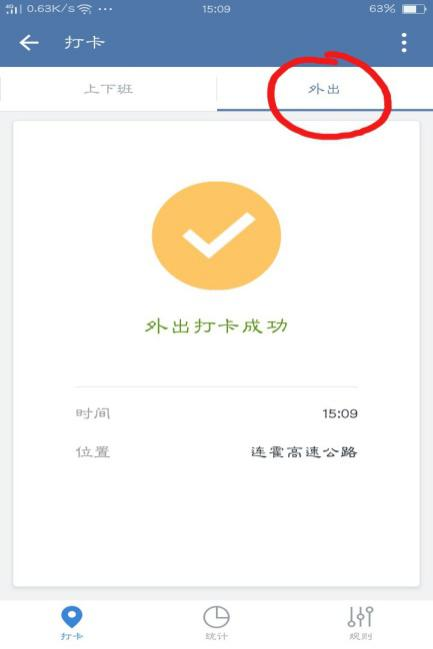 4G 0.63K/s ... 15:09 63%
打卡
上下班 外出
外出打卡成功
时间 15:09
位置 连霍高速公路
打卡 统计 规则